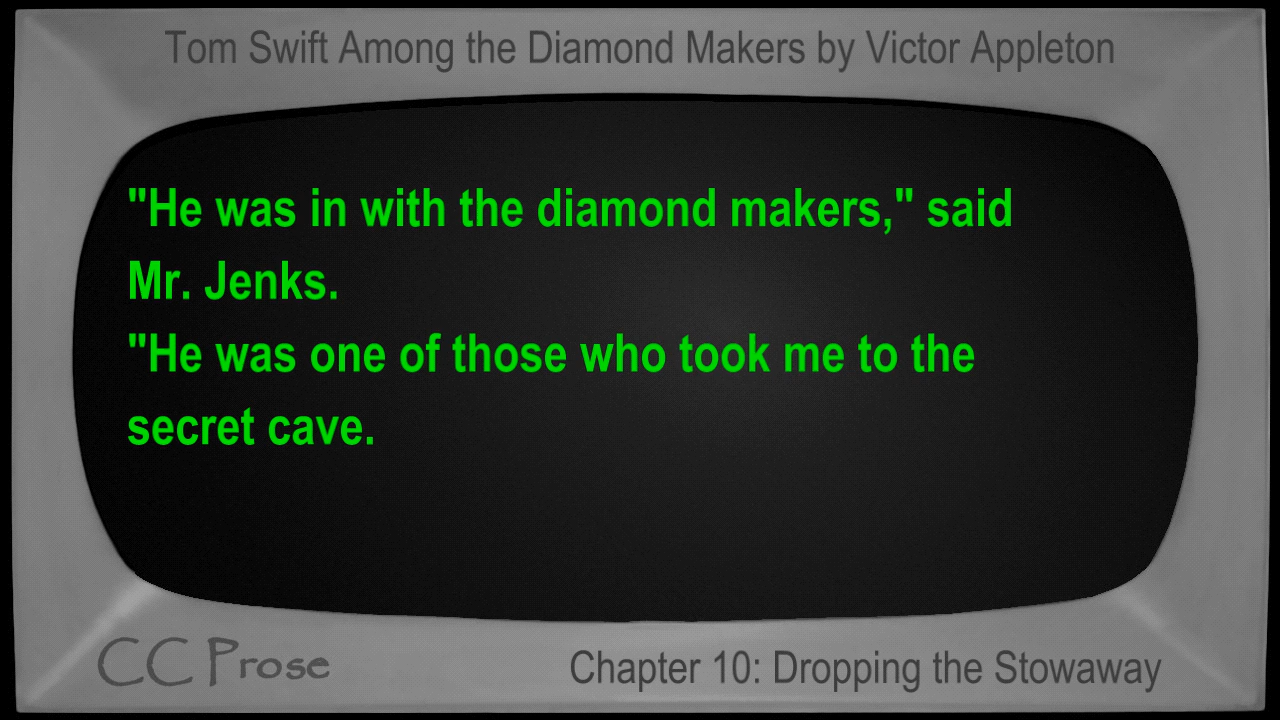 Tom Swift Among the Diamond Makers by Victor Appleton
"He was in with the diamond makers," said
Mr. Jenks.
"He was one of those who took me to the
secret cave.
CC Prose
Chapter 10: Dropping the Stowaway